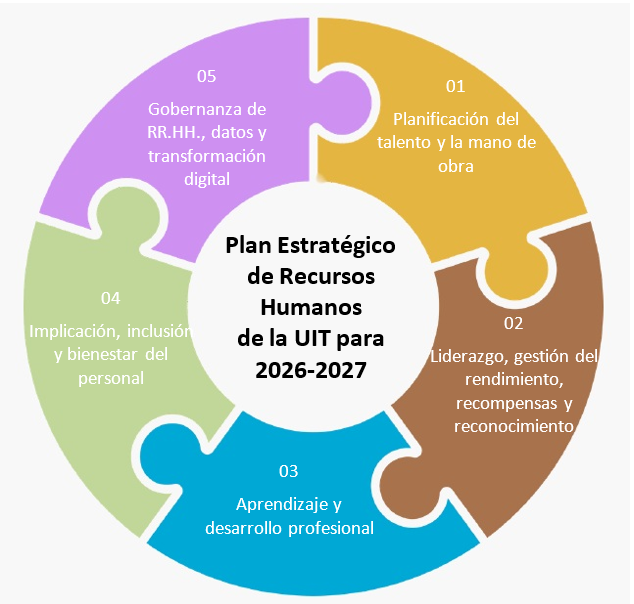 Plan Estratégico
de Recursos
Humanos
de la UIT para
2026-2027
01
Planificación del
talento y la mano de
obra
02
Liderazgo, gestión del
rendimiento,
recompensas y
reconocimiento
03
Aprendizaje y
desarrollo profesional
04
Implicación, inclusión
y bienestar del
personal
05
Gobernanza de
RR.HH., datos y
transformación
digital